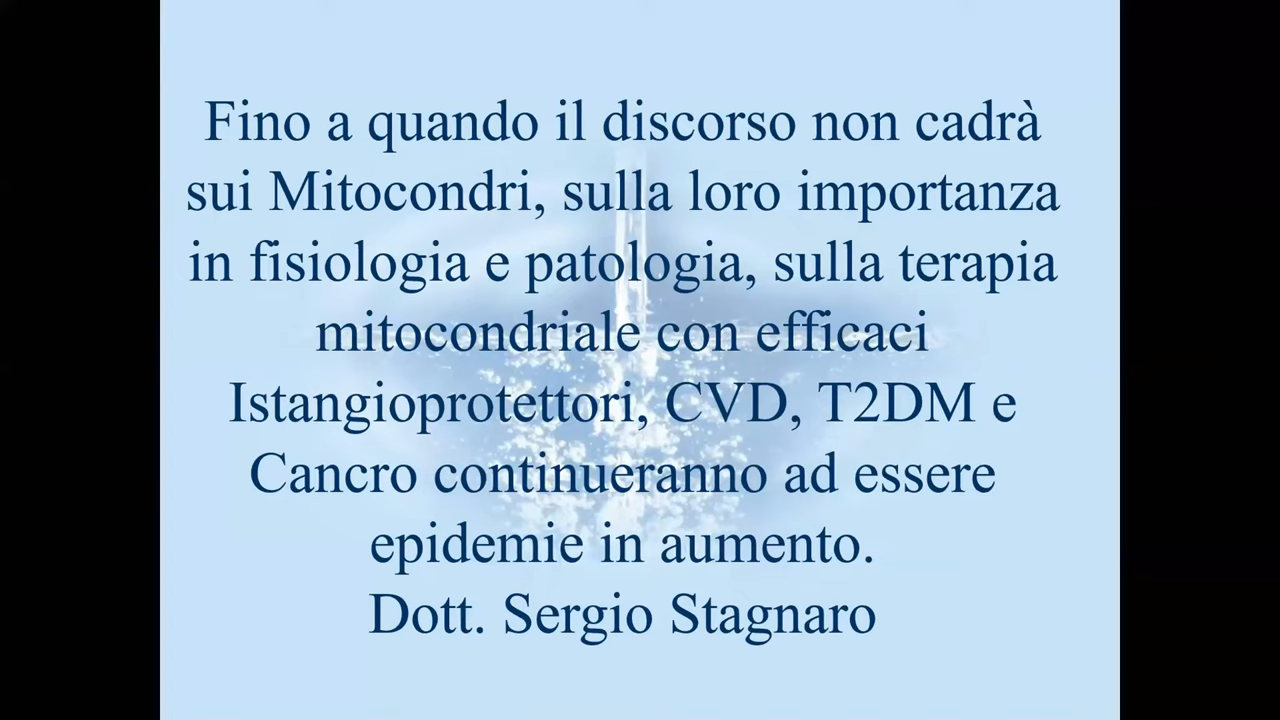 Fino a quando il discorso non cadrà
sui Mitocondri, sulla loro importanza
in fisiologia e patologia, sulla terapia
mitocondriale con efficaci
Istangioprotettori, CVD, T2DM e
Cancro continueranno ad essere
epidemie in aumento.
Dott. Sergio Stagnaro